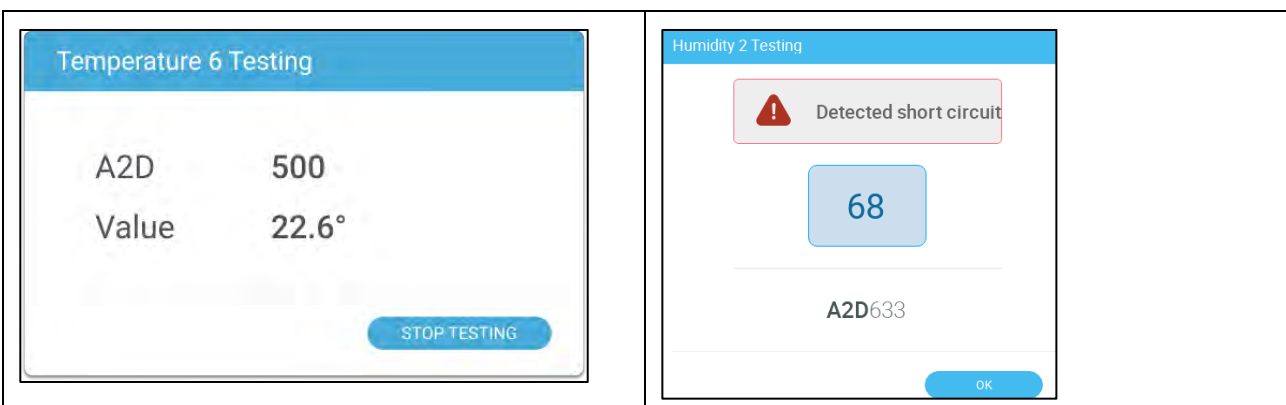 Temperature 6 Testing
A2D 500
Value 22.6°
STOP TESTING
Humidity 2 Testing
Detected short circuit
68
A2D633
OK